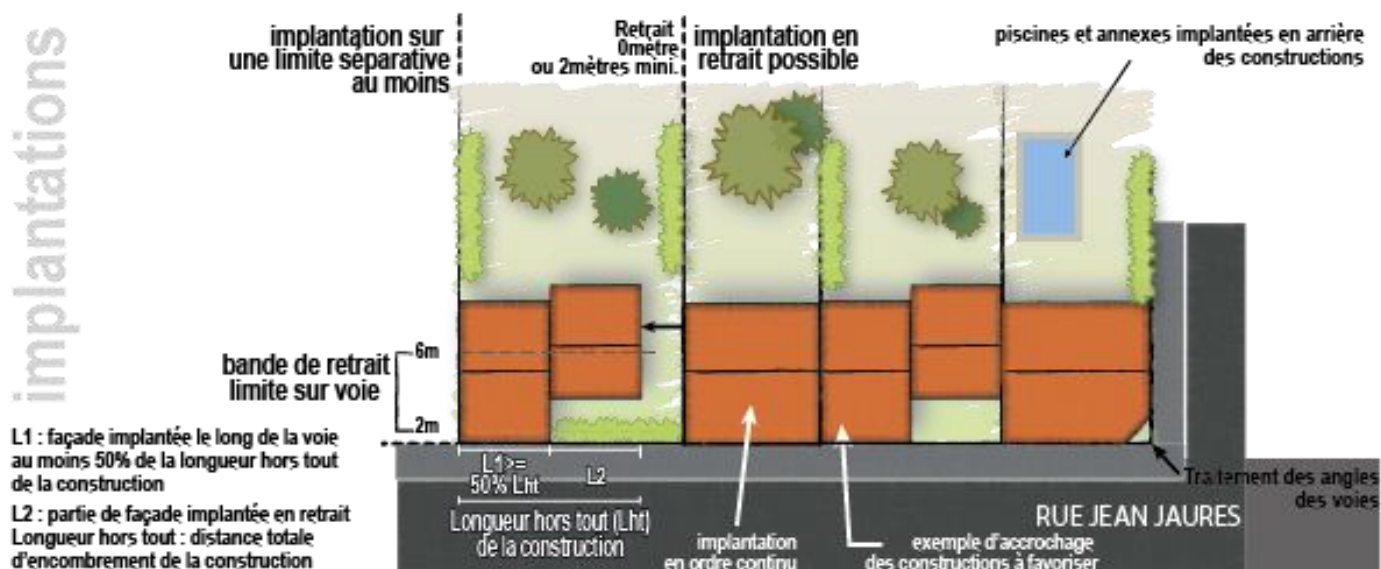 implantations
implantation sur
une limite séparative
au moins
Retrait
0mètre
ou 2mètres mini.
implantation en
retrait possible
piscines et annexes implantées en arrière
des constructions
bande de retrait
limite sur voie
6m
2m
L1 : façade implantée le long de la voie
au moins 50% de la longueur hors tout
de la construction
L2 : partie de façade implantée en retrait
Longueur hors tout : distance totale
d'encombrement de la construction
L1>=
50% Lht
L2
Longueur hors tout (Lht)
de la construction
implantation
en ordre continu
exemple d'accrochage
des constructions à favoriser
RUE JEAN JAURES
Traitement des angles
des voies